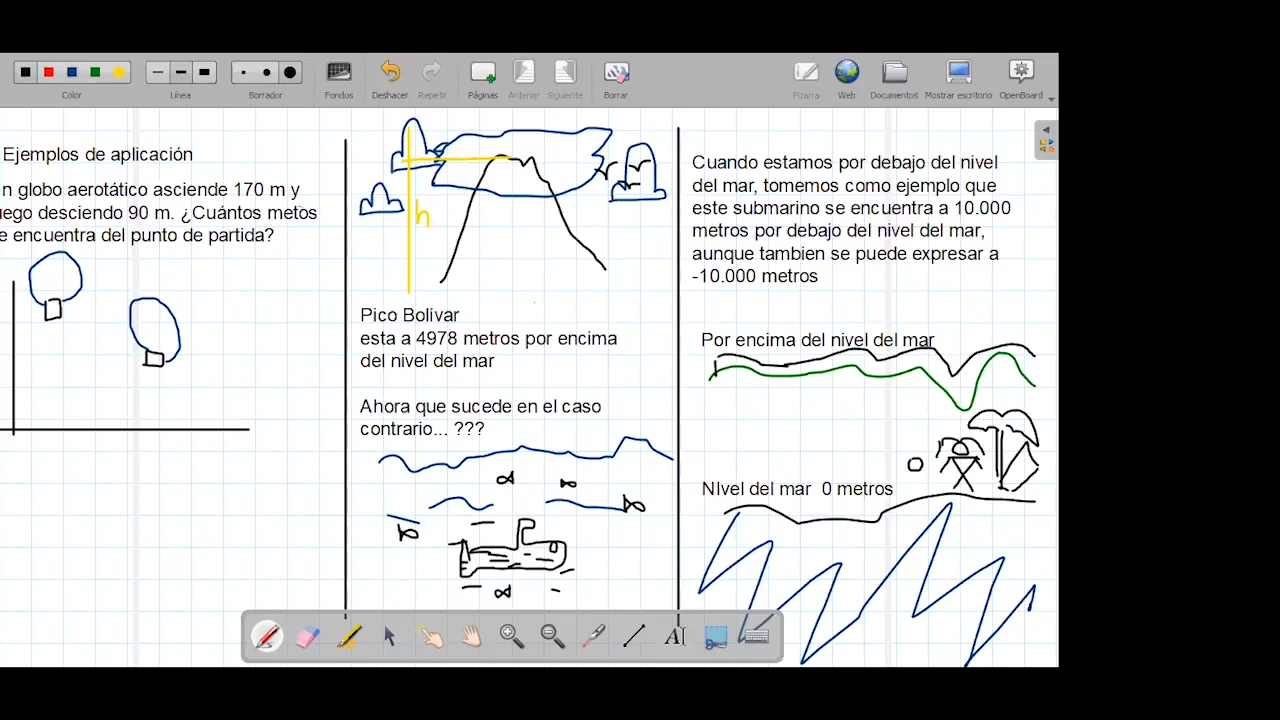 Color
Línea
Borrador
Fondos
Deshacer
Repetir
Páginas
Anterior
Siguiente
Borrar
Pizarra
Web
Documentos
Mostrar escritorio
OpenBoard
Ejemplos de aplicación
n globo aerotático asciende 170 m y
uego desciendo 90 m. ¿Cuántos metos
e encuentra del punto de partida?
h
Pico Bolivar
esta a 4978 metros por encima
del nivel del mar
Ahora que sucede en el caso
contrario... ???
Cuando estamos por debajo del nivel
del mar, tomemos como ejemplo que
este submarino se encuentra a 10.000
metros por debajo del nivel del mar,
aunque tambien se puede expresar a
-10.000 metros
Por encima del nivel del mar
NIvel del mar 0 metros